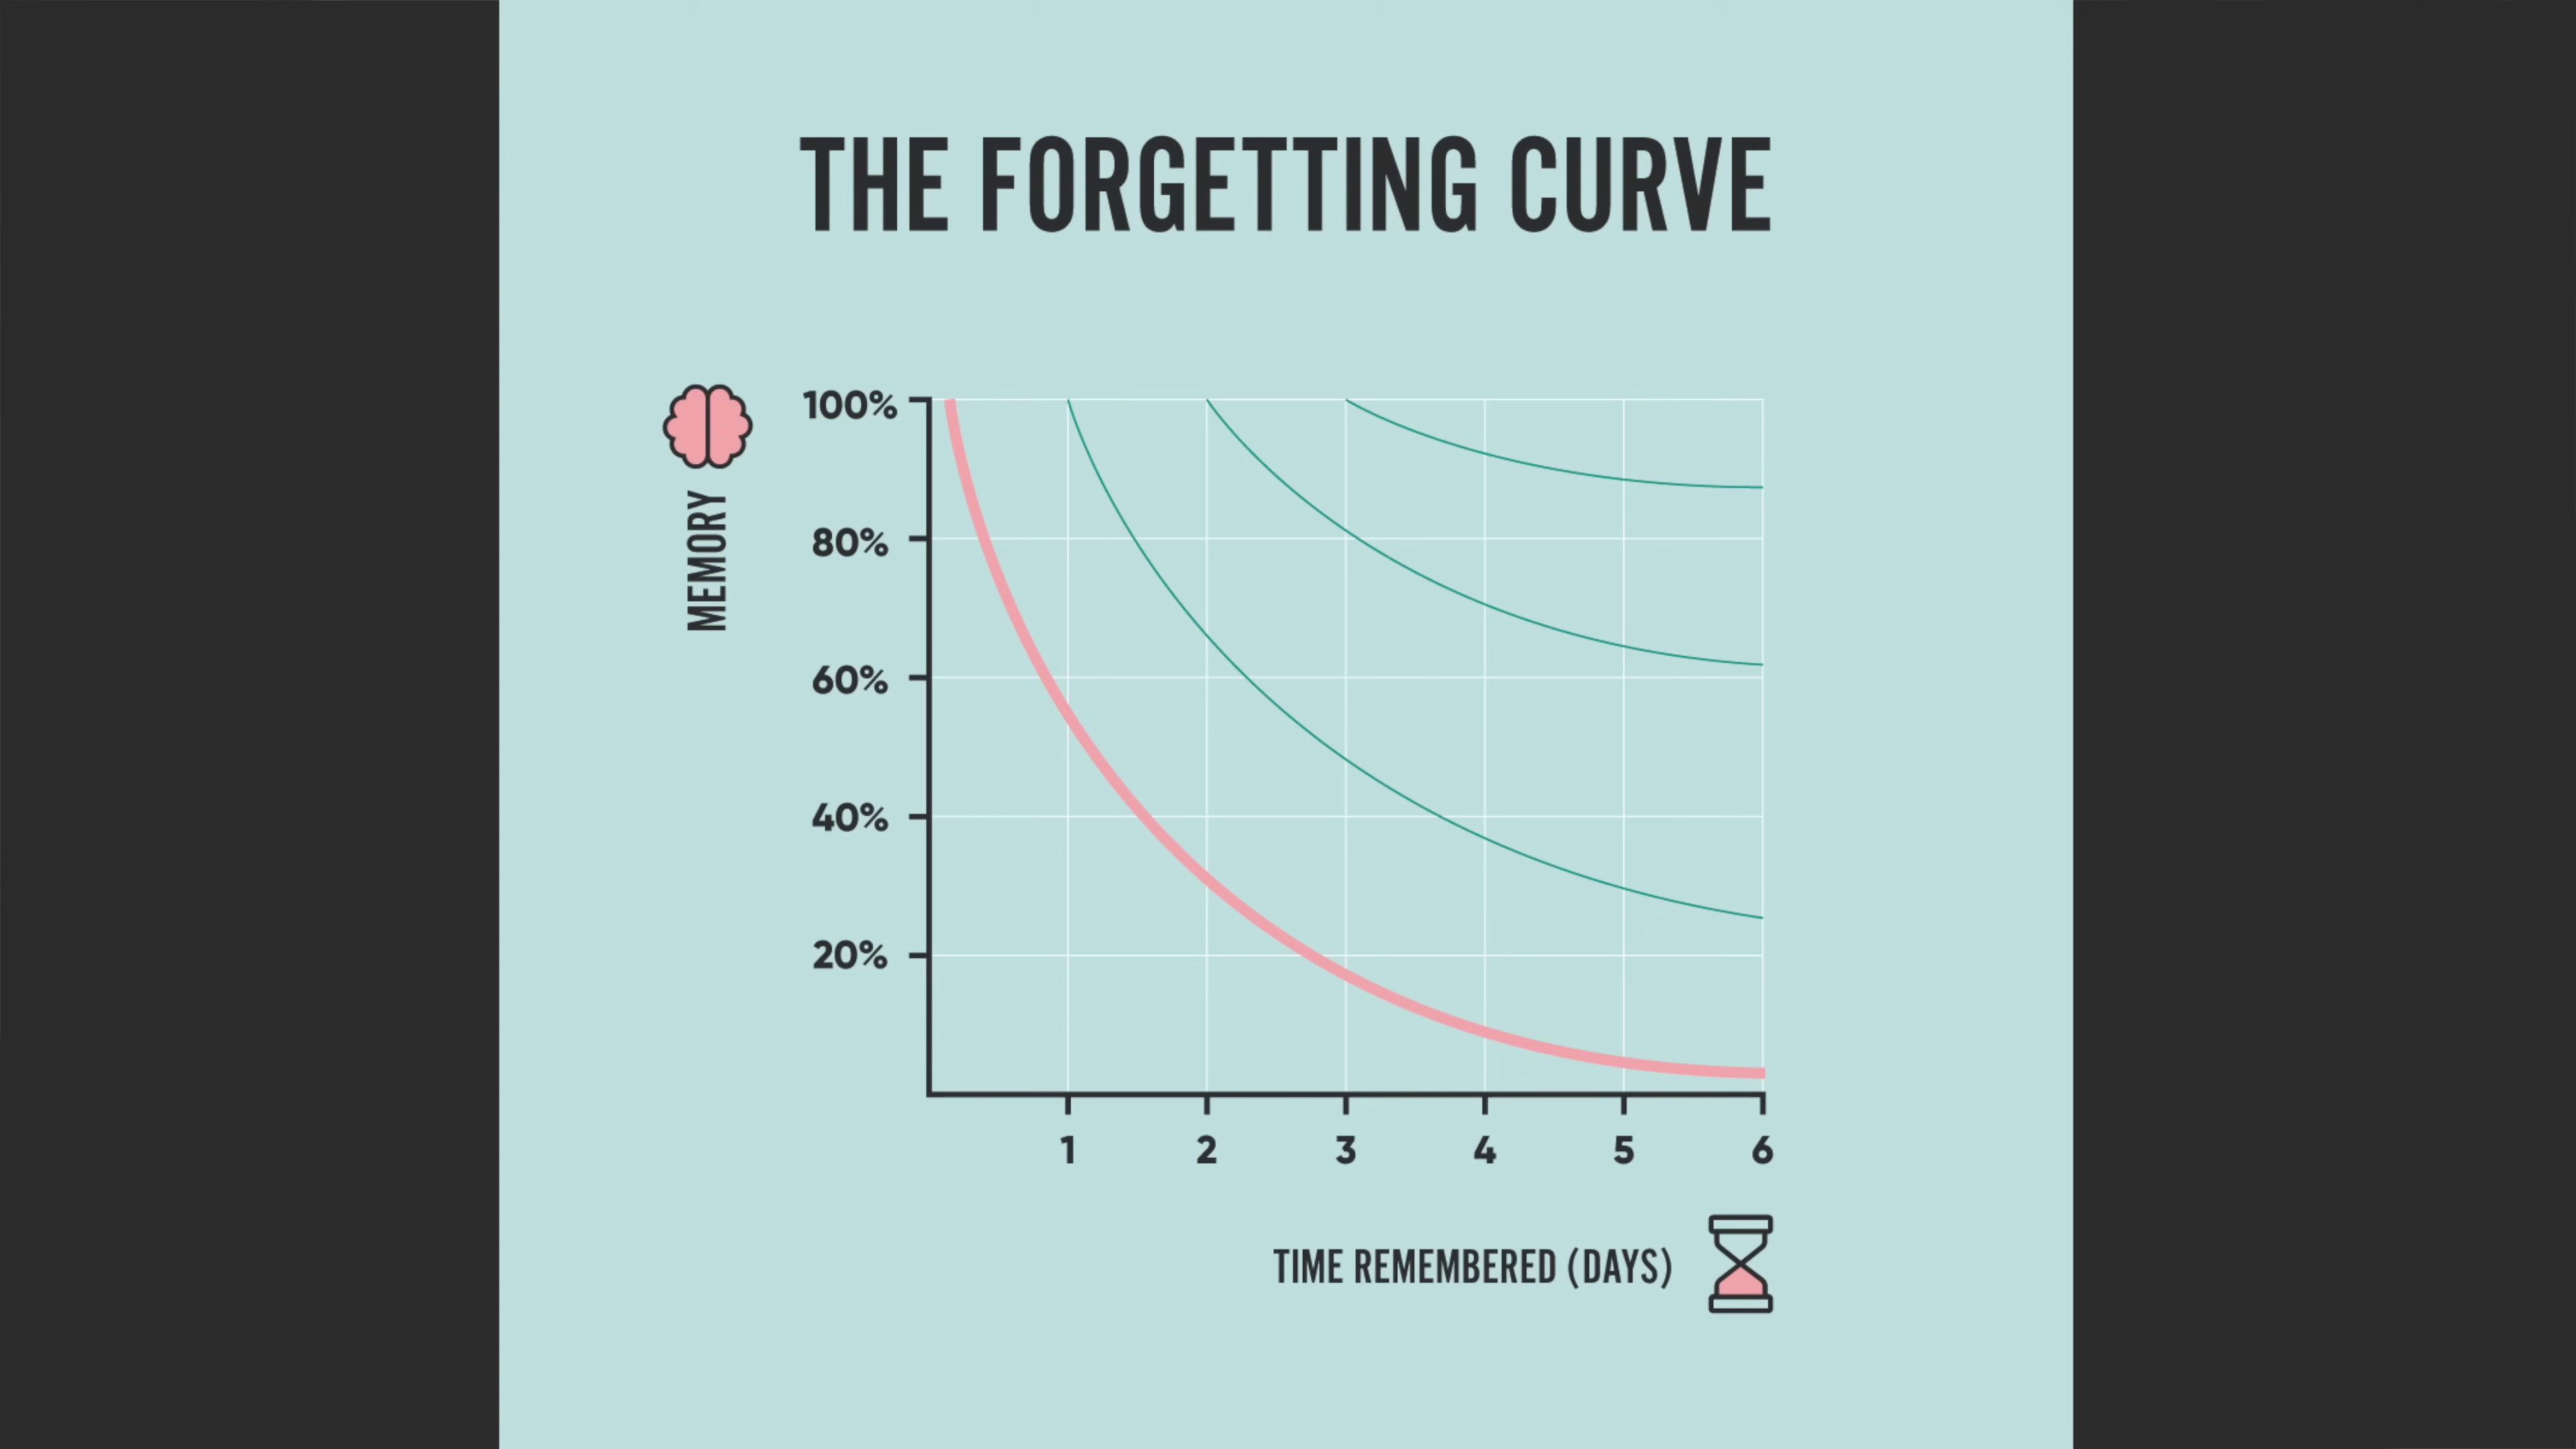 THE FORGETTING CURVE
MEMORY
100%
80%
60%
40%
20%
1 2 3 4 5 6
TIME REMEMBERED (DAYS)